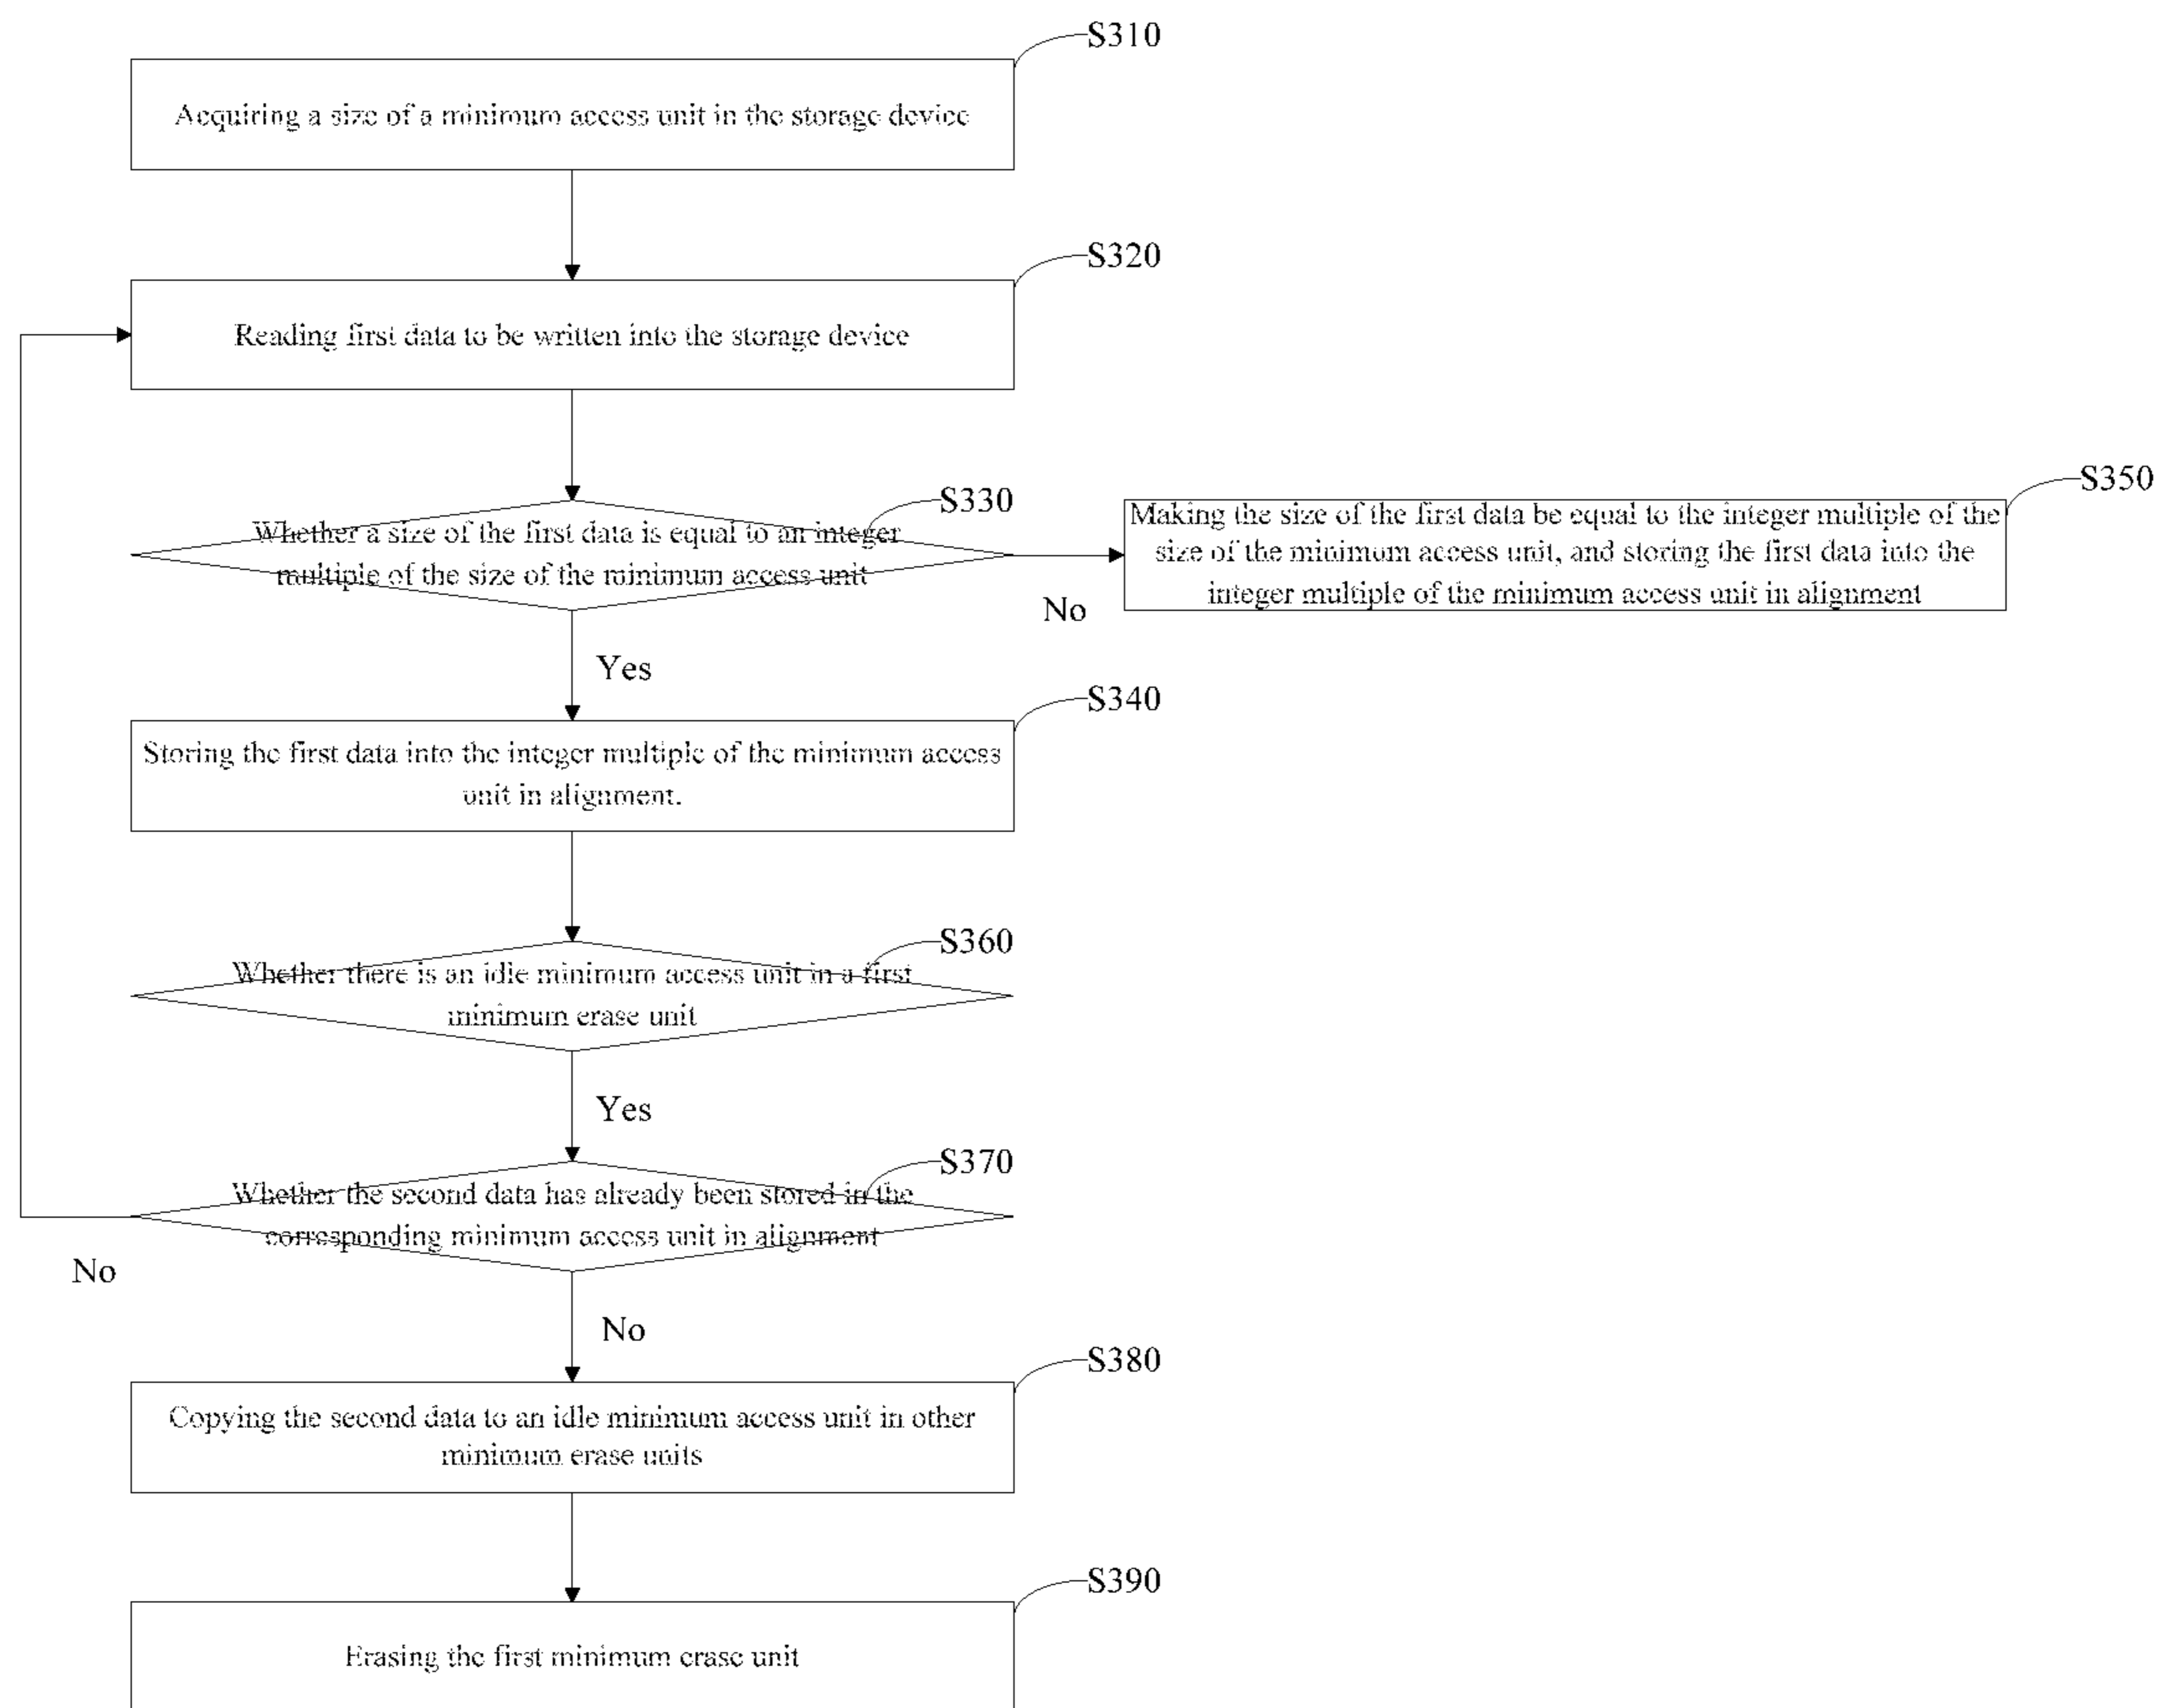 S310
Acquiring a size of a minimum access unit in the storage device
S320
Reading first data to be written into the storage device
S330
Whether a size of the first data is equal to an integer
multiple of the size of the minimum access unit
S350
Making the size of the first data be equal to the integer multiple of the
size of the minimum access unit, and storing the first data into the
integer multiple of the minimum access unit in alignment
No
Yes
S340
Storing the first data into the integer multiple of the minimum access
unit in alignment.
S360
Whether there is an idle minimum access unit in a first
minimum erase unit
Yes
S370
Whether the second data has already been stored in the
corresponding minimum access unit in alignment
No
No
S380
Copying the second data to an idle minimum access unit in other
minimum erase units
S390
Erasing the first minimum erase unit